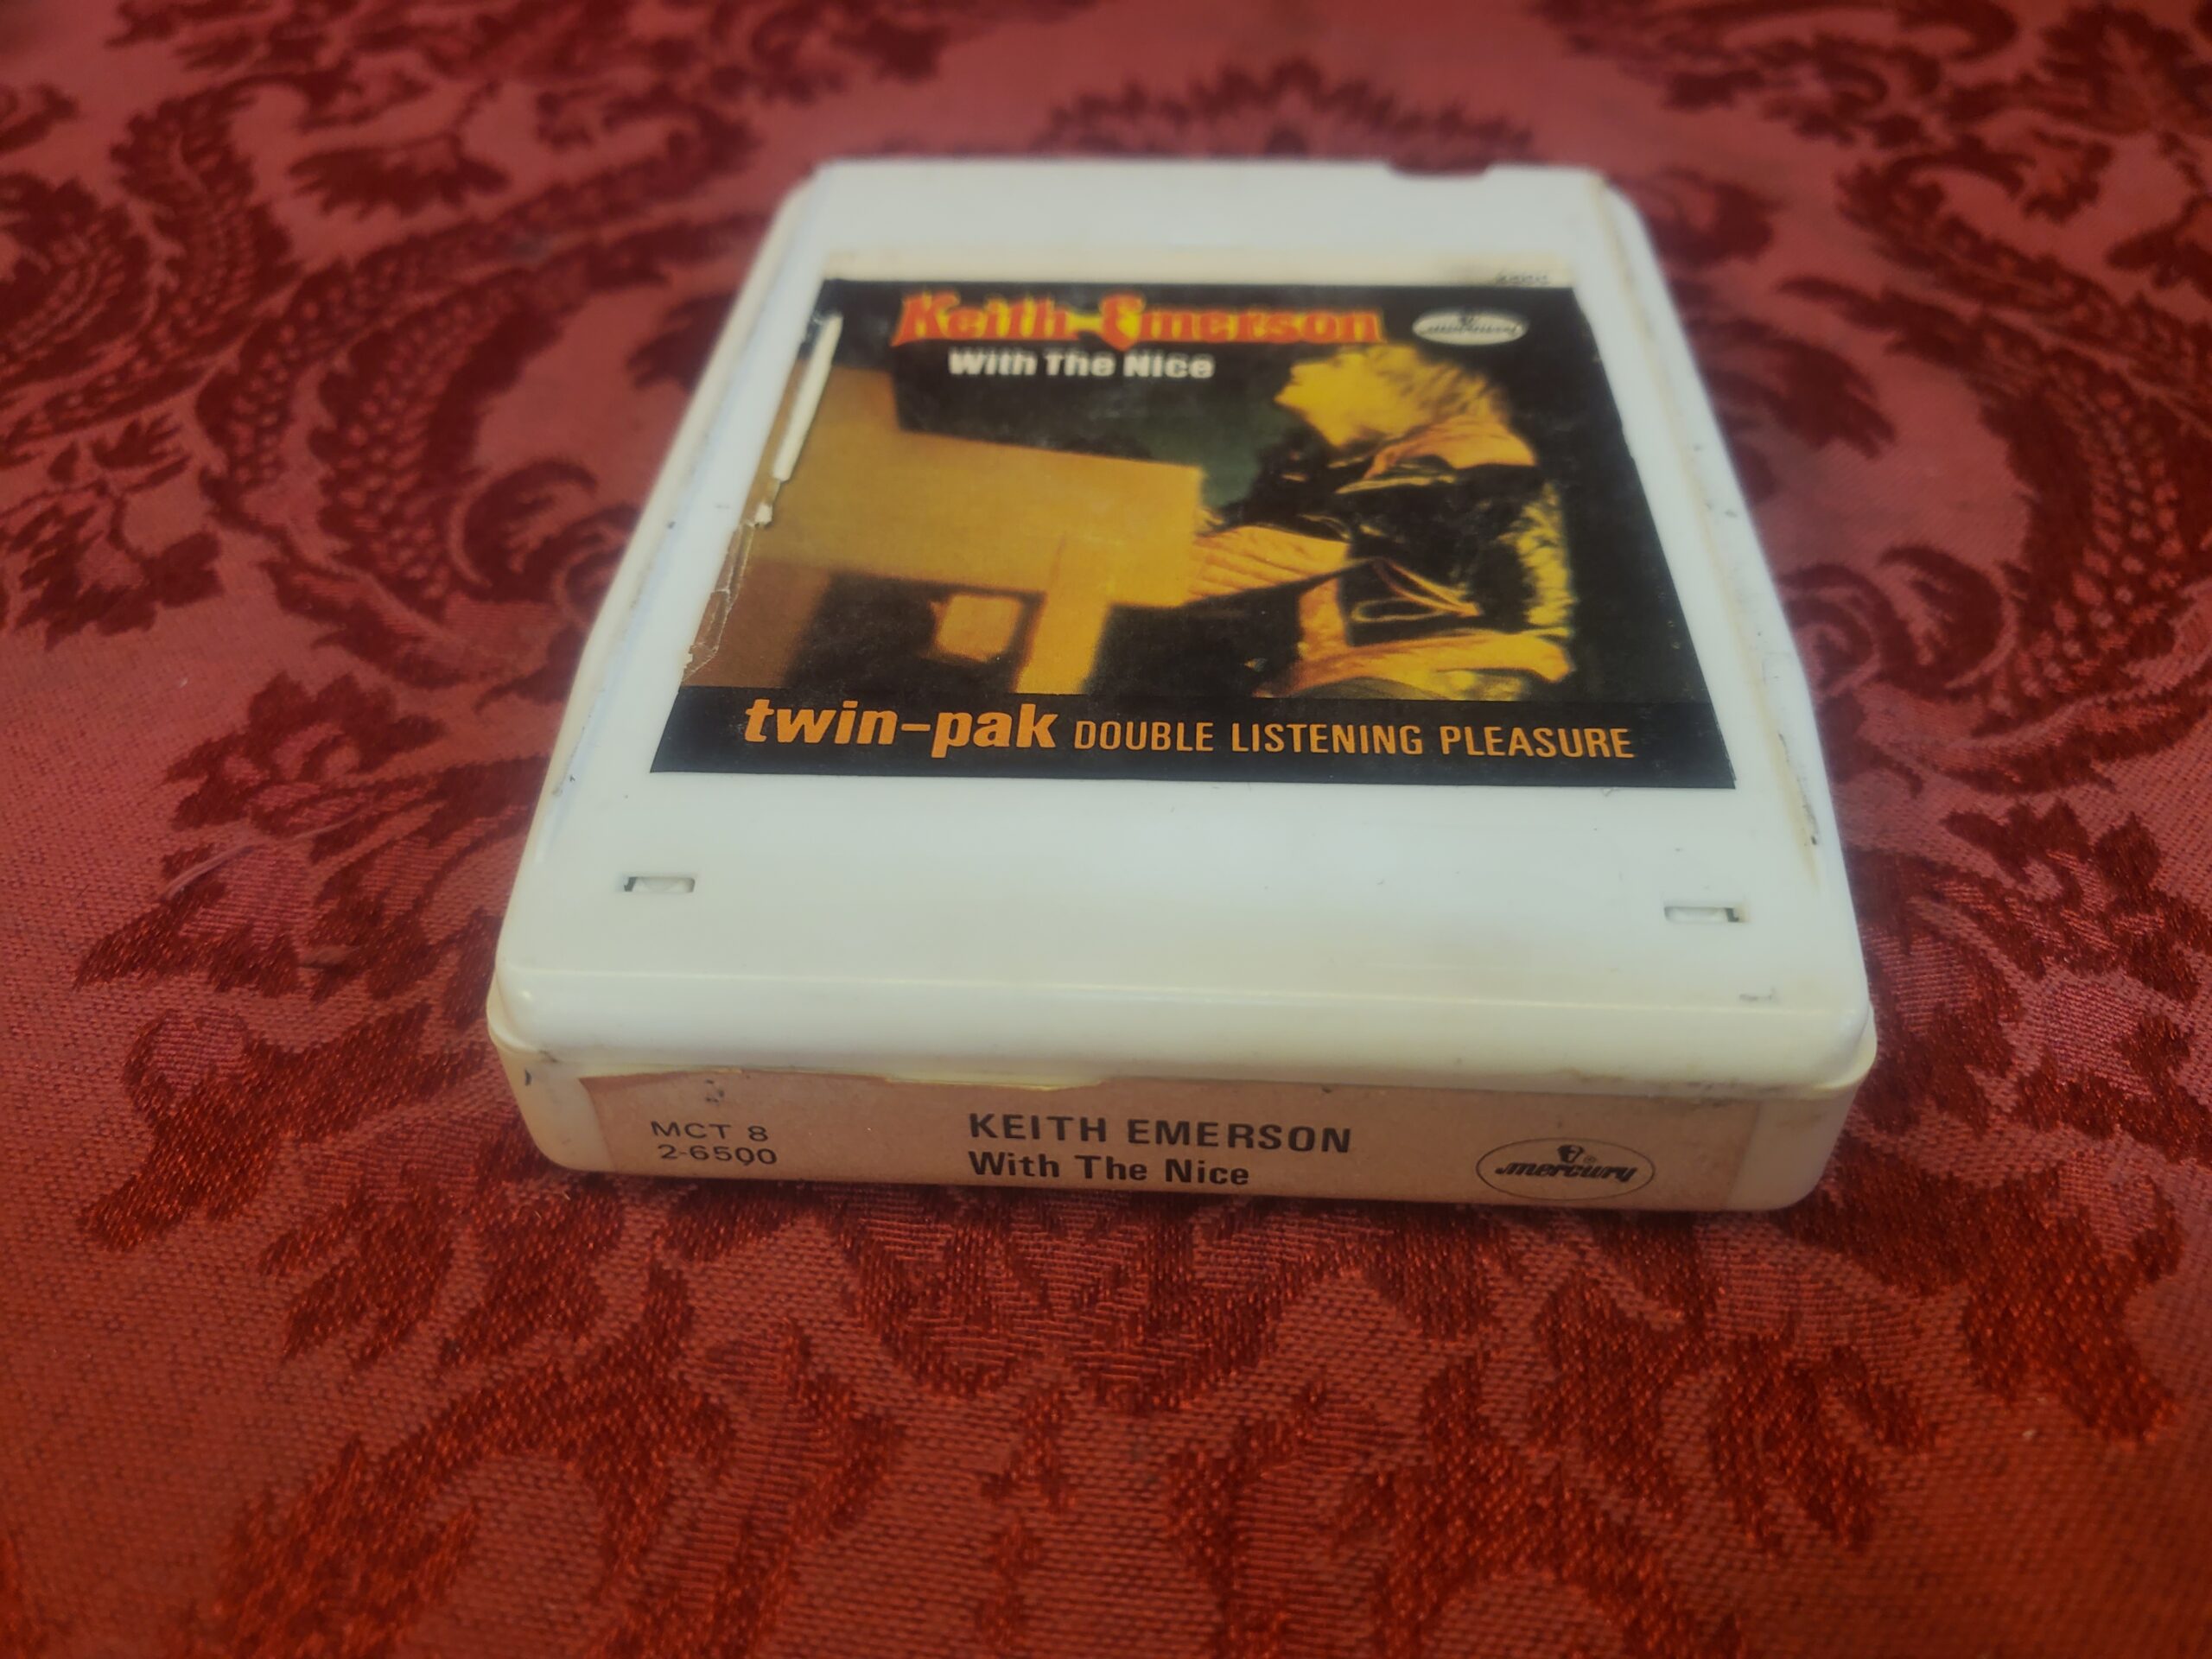 Keith Emerson
mercury
With The Nice
twin-pak DOUBLE LISTENING PLEASURE
MCT 8
2-6500
KEITH EMERSON
With The Nice
mercury